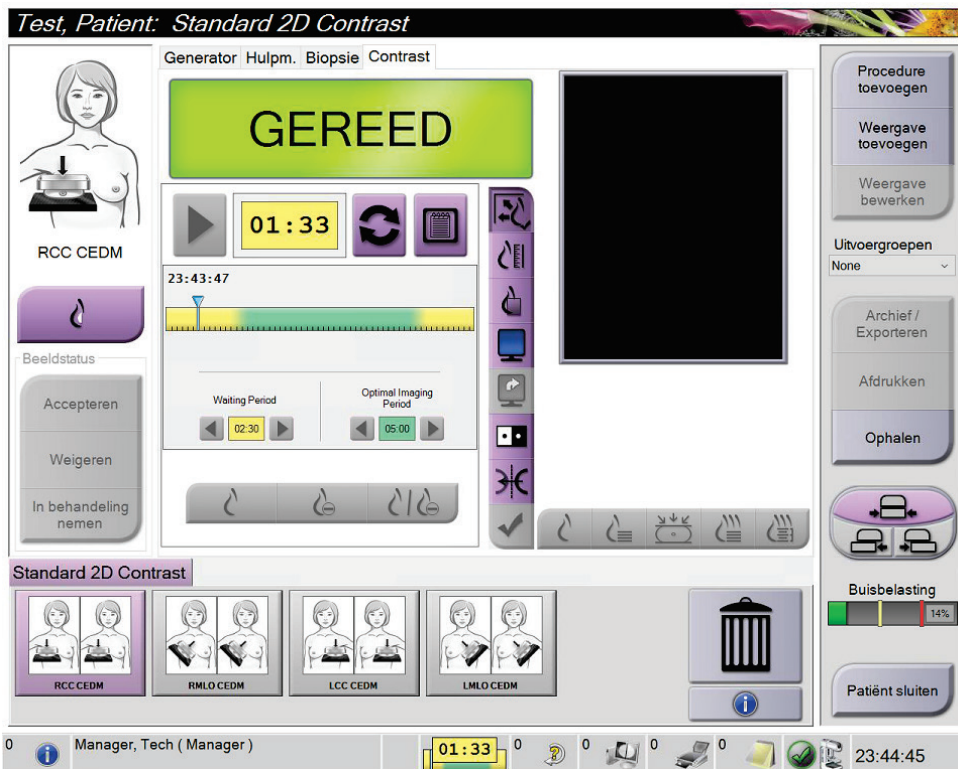 Test, Patient: Standard 2D Contrast
Generator Hulpm. Biopsie Contrast
GEREED
01:33
23:43:47
Waiting Period
Optimal Imaging
Period
02:30
05:00
RCC CEDM
Beeldstatus
Accepteren
Weigeren
In behandeling
nemen
Procedure
toevoegen
Weergave
toevoegen
Weergave
bewerken
Uitvoergroepen
None
Archief /
Exporteren
Afdrukken
Ophalen
Buisbelasting
14%
Patiënt sluiten
Standard 2D Contrast
RCC CEDM
RMLO CEDM
LCC CEDM
LMLO CEDM
0
Manager, Tech ( Manager )
01:33
0
0
0
0
23:44:45